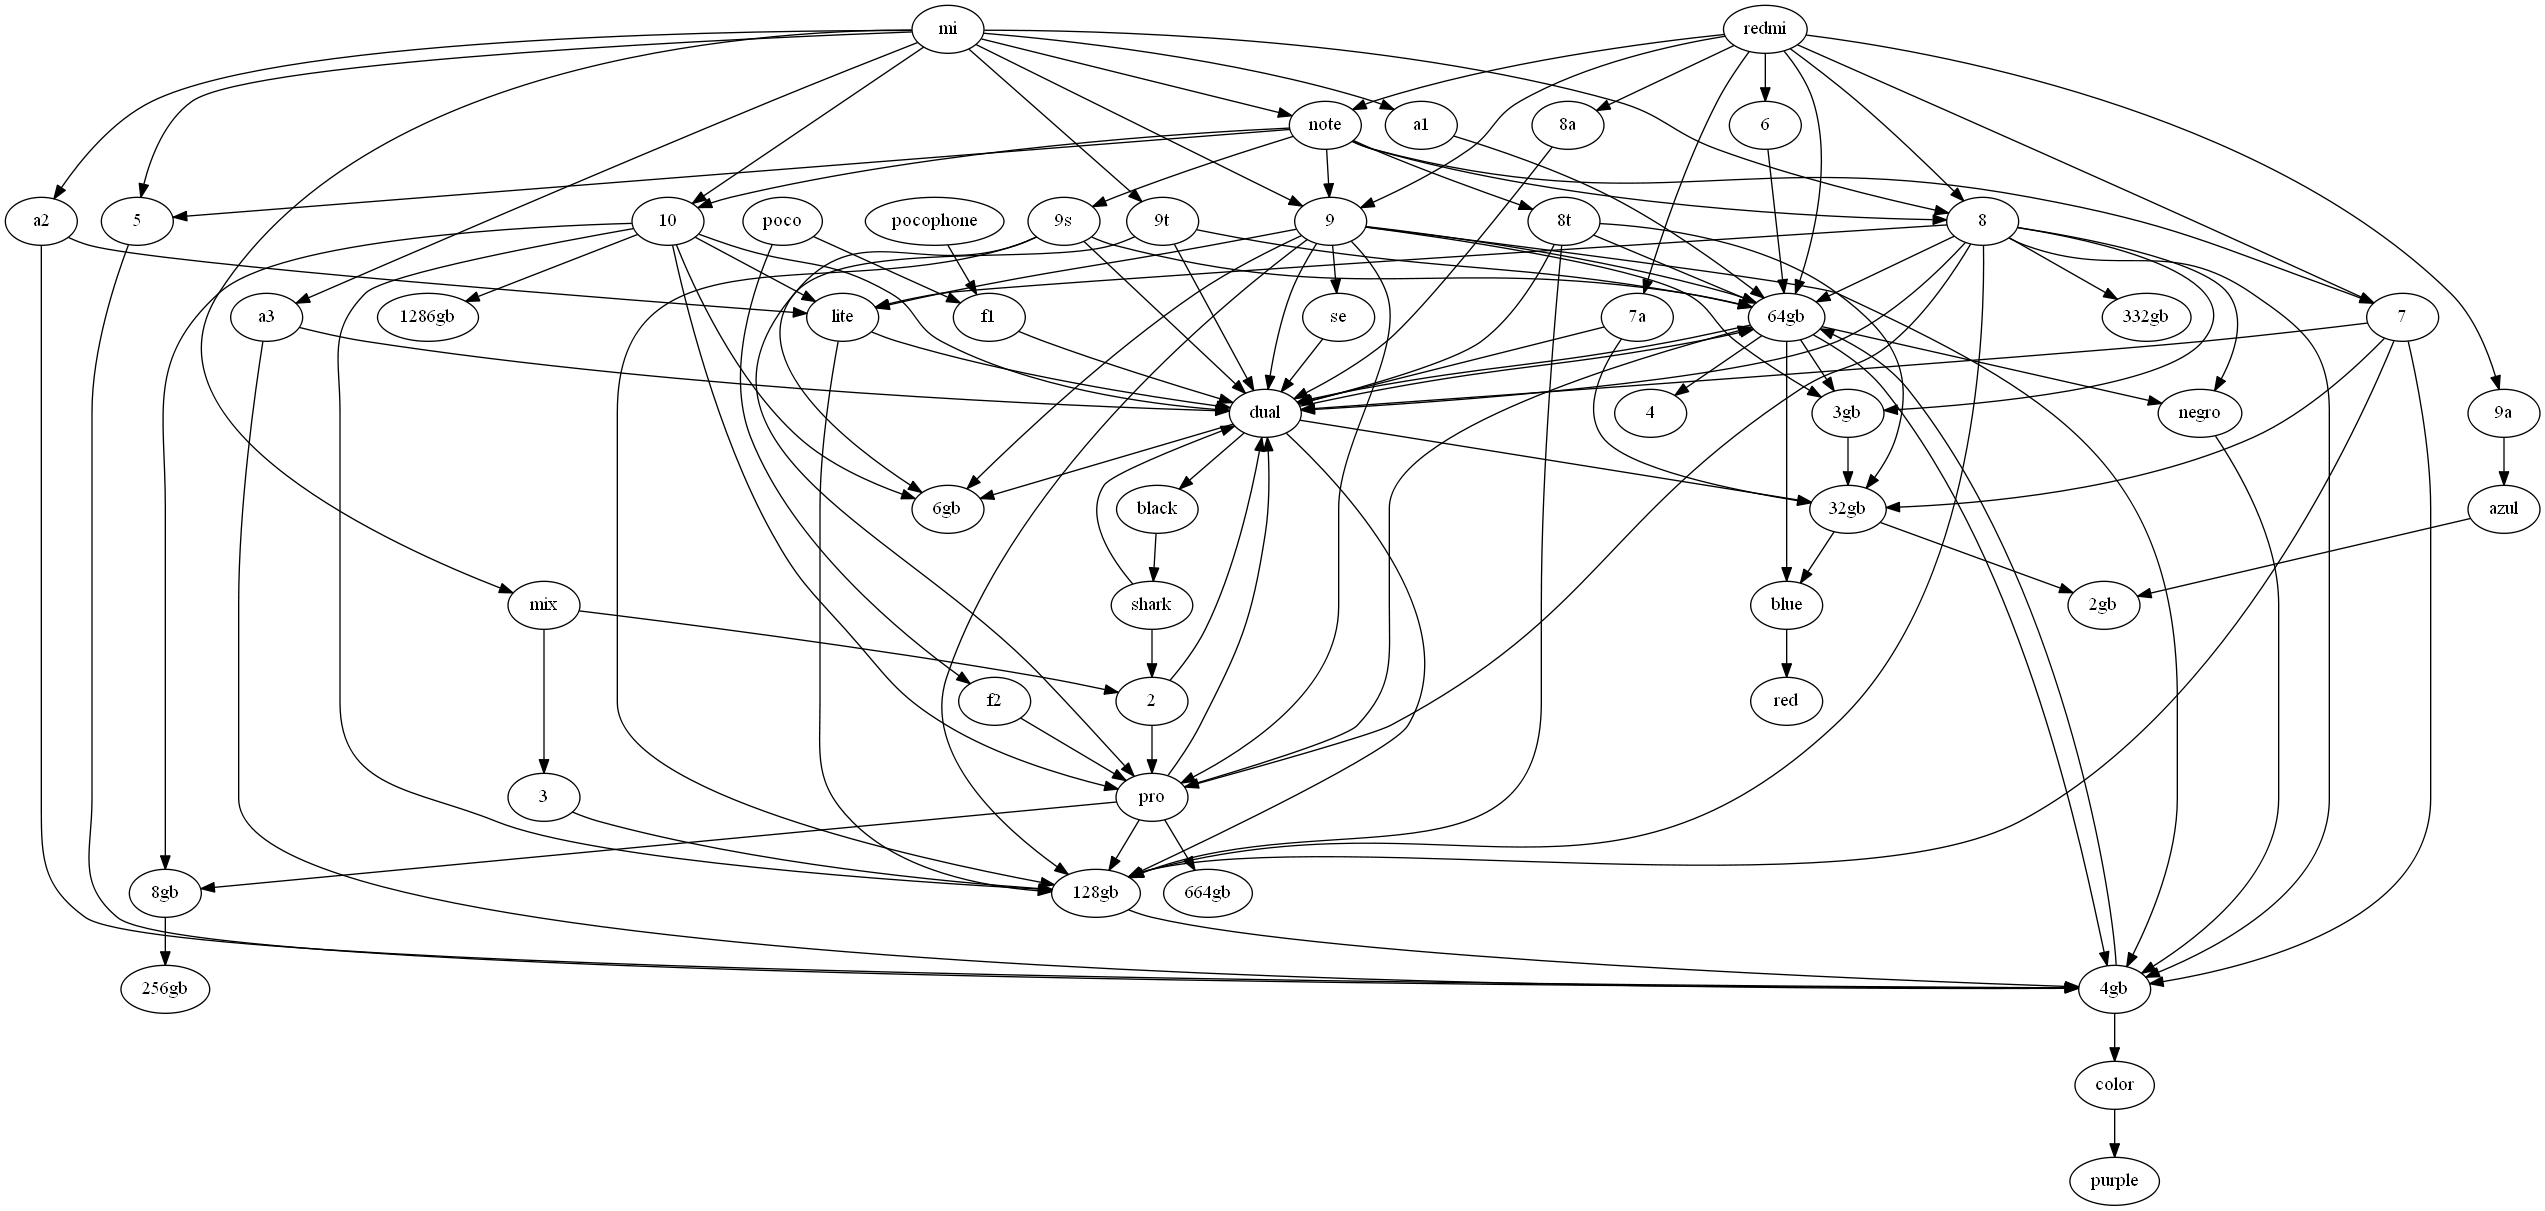 mi
redmi
note
a1
8a
6
a2
5
10
poco
pocophone
9s
9t
9
8t
8
a3
1286gb
lite
f1
se
7a
64gb
332gb
7
dual
4
3gb
negro
9a
6gb
black
32gb
azul
mix
shark
blue
2gb
f2
2
red
3
pro
8gb
128gb
664gb
256gb
4gb
color
purple